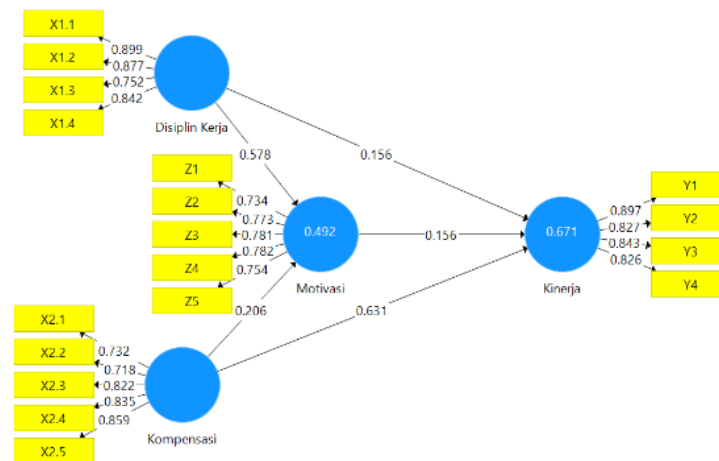 X1.1
0.899
X1.2
0.877
X1.3
0.752
X1.4
0.842
Disiplin Kerja
0.578
0.156
Z1
0.734
Z2
0.773
Z3
0.781
Z4
0.782
Z5
0.754
0.492
Motivasi
0.156
0.671
Kinerja
0.897
Y1
0.827
Y2
0.843
Y3
0.826
Y4
0.206
0.631
X2.1
0.732
X2.2
0.718
X2.3
0.822
X2.4
0.835
X2.5
0.859
Kompensasi